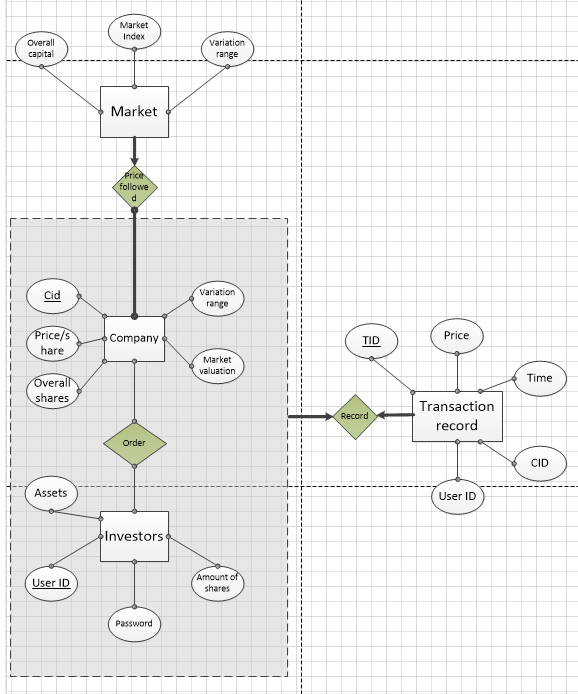 Market
Index
Overall
capital
Variation
range
Market
Price
followe
d
Cid
Variation
range
Price/s
hare
Company
Overall
shares
Market
valuation
TID
Price
Time
Record
Transaction
record
CID
User ID
Order
Assets
Investors
User ID
Amount of
shares
Password